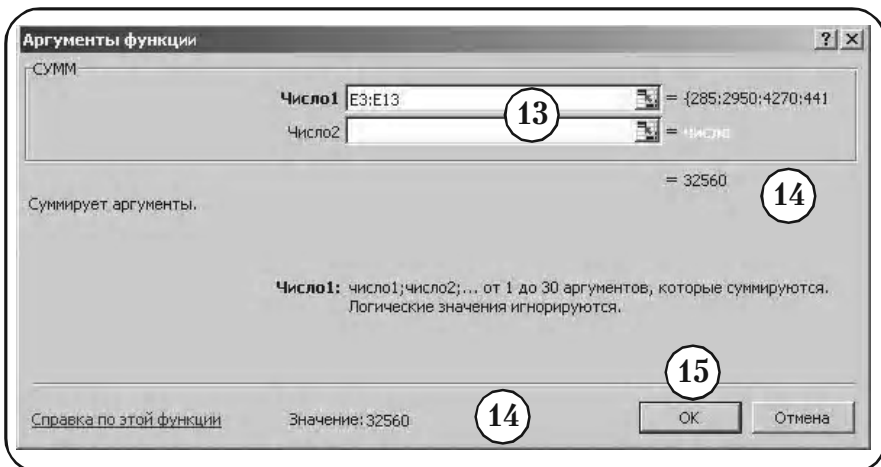 Аргументы функции
СУММ
Число1 E3:E13 = {285:2950:4270:441
13
Число2 = число
= 32560
14
Суммирует аргументы.
Число1: число1;число2;... от 1 до 30 аргументов, которые суммируются.
Логические значения игнорируются.
15
Справка по этой функции Значение:32560 14 ОК Отмена